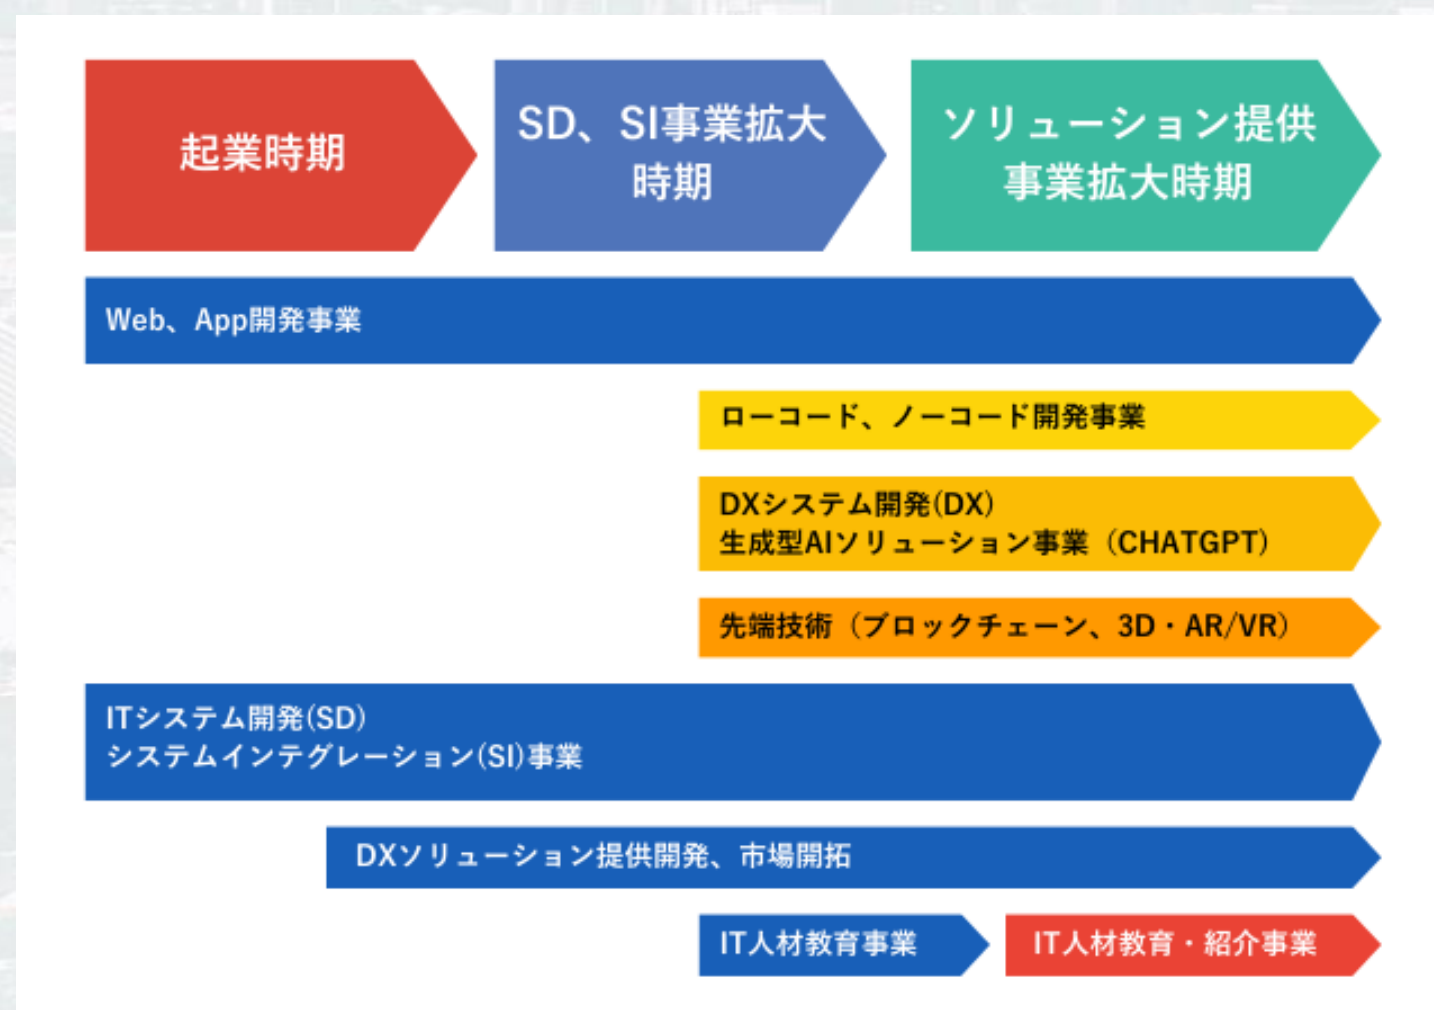 起業時期
SD、SI事業拡大
時期
ソリューション提供
事業拡大時期
Web、App開発事業
ローコード、ノーコード開発事業
DXシステム開発(DX)
生成型AIソリューション事業（CHATGPT）
先端技術（ブロックチェーン、3D・AR/VR）
ITシステム開発(SD)
システムインテグレーション(SI)事業
DXソリューション提供開発、市場開拓
IT人材教育事業
IT人材教育・紹介事業